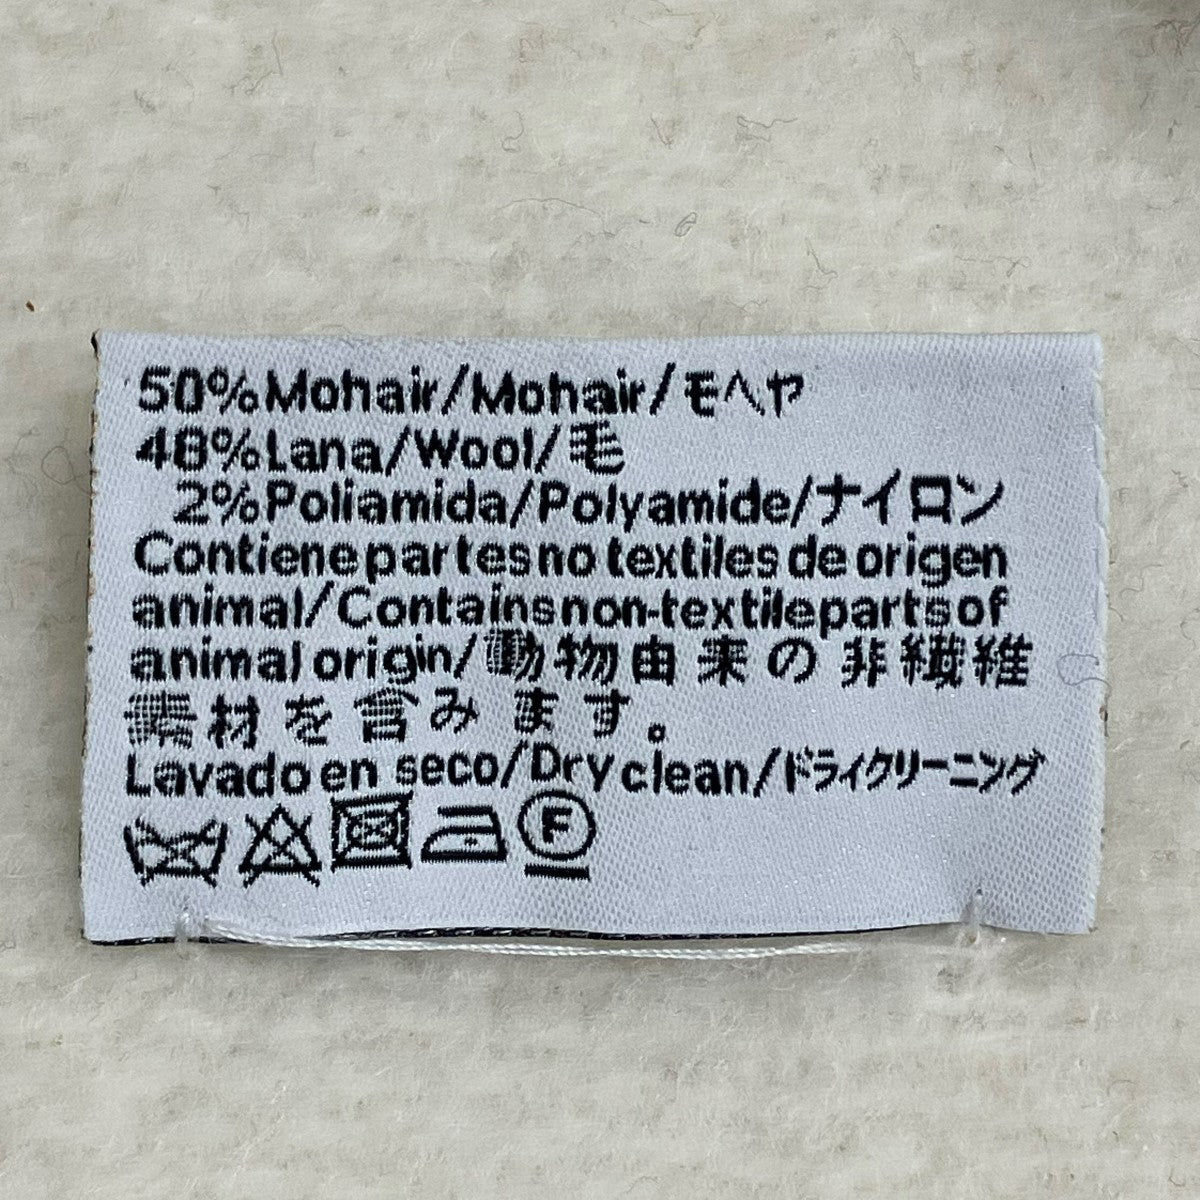 50% Mohair/Mohair/モヘヤ
48% Lana/Wool/毛
2% Poliamida/Polyamide/ナイロン
Contiene partes no textiles de origen
animal/Contains non-textile parts of
animal origin/動物由来の非繊維
素材を含みます。
Lavado en seco/Dry clean/ドライクリーニング
F